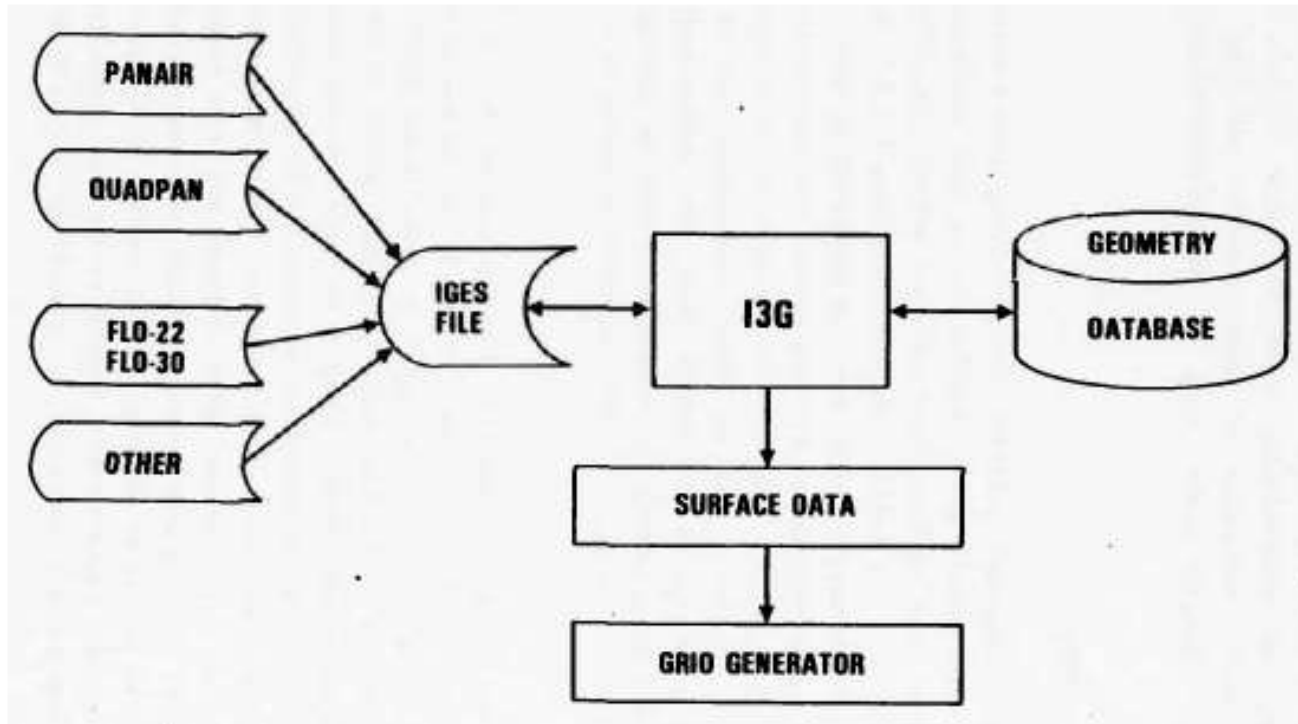 PANAIR
QUADPAN
FLO-22
FLO-30
OTHER
IGES
FILE
I3G
GEOMETRY
OATABASE
SURFACE OATA
GRIO GENERATOR